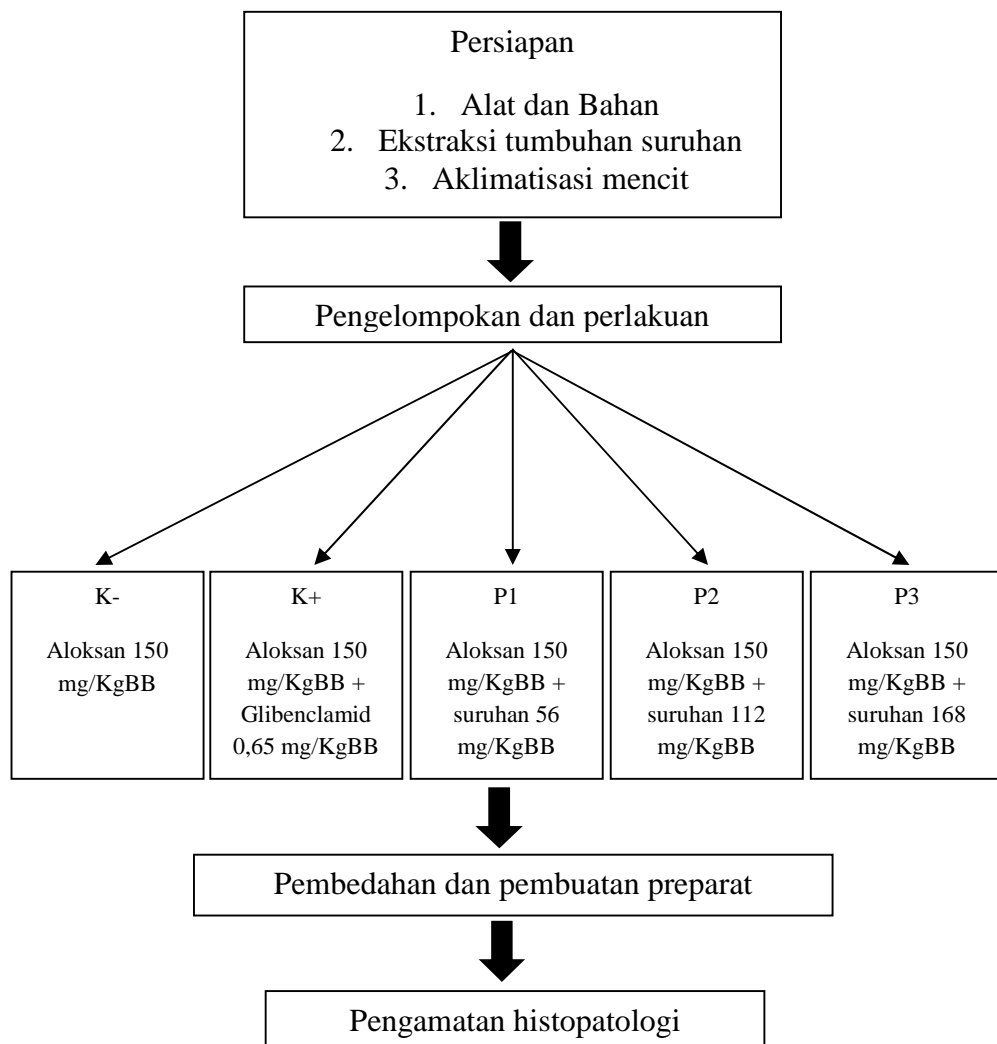 Persiapan
1. Alat dan Bahan
2. Ekstraksi tumbuhan suruhan
3. Aklimatisasi mencit
Pengelompokan dan perlakuan
K-
Aloksan 150
mg/KgBB
K+
Aloksan 150
mg/KgBB +
Glibenclamid
0,65 mg/KgBB
P1
Aloksan 150
mg/KgBB +
suruhan 56
mg/KgBB
P2
Aloksan 150
mg/KgBB +
suruhan 112
mg/KgBB
P3
Aloksan 150
mg/KgBB +
suruhan 168
mg/KgBB
Pembedahan dan pembuatan preparat
Pengamatan histopatologi